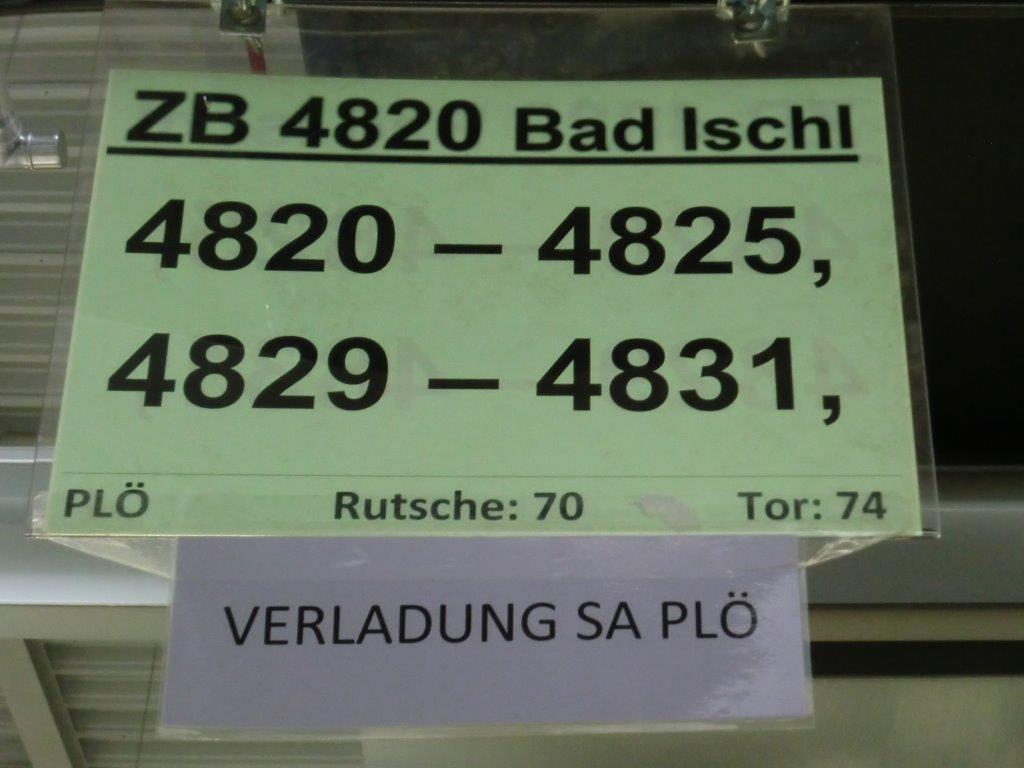 ZB 4820 Bad Ischl
4820 – 4825,
4829 – 4831,
PLÖ Rutsche: 70 Tor: 74
VERLADUNG SA PLÖ